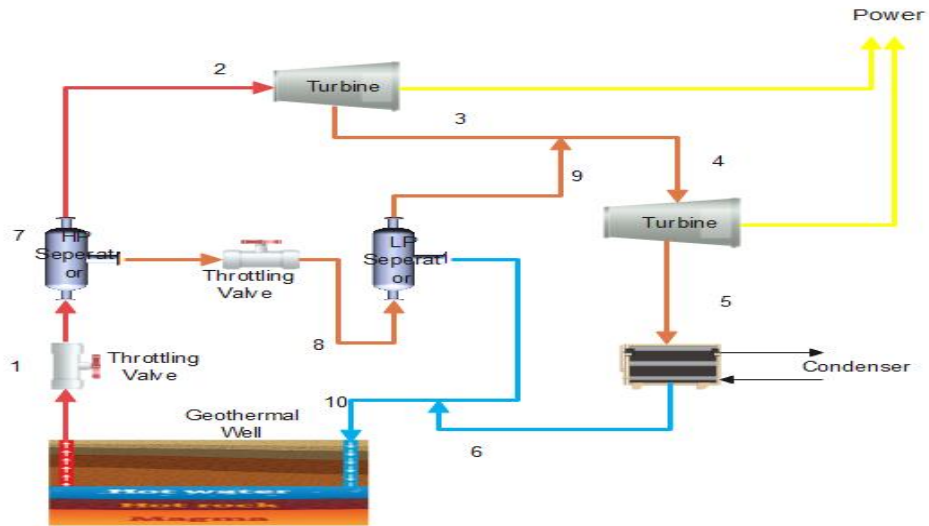 Power
2
Turbine
3
4
9
7
HP
Seperat
or
LP
Seperat
or
Turbine
Throttling
Valve
5
8
1
Throttling
Valve
Condenser
10
Geothermal
Well
6
Hot water
Hot rock
Magma